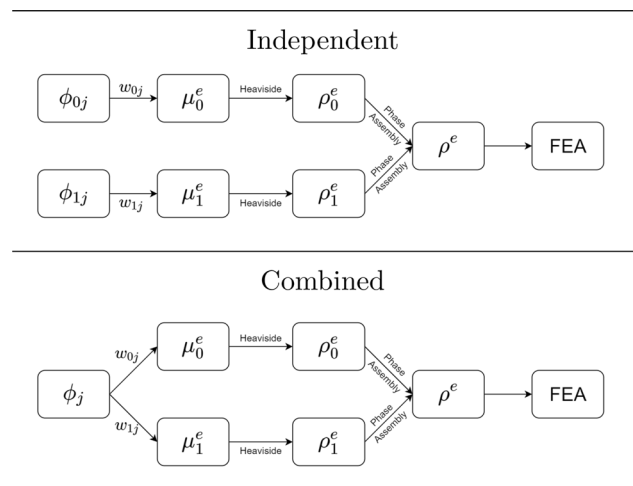 Independent
ϕ₀ⱼ w₀ⱼ μ₀ᵉ Heaviside ρ₀ᵉ Phase Assembly
ρᵉ FEA
ϕ₁ⱼ w₁ⱼ μ₁ᵉ Heaviside ρ₁ᵉ Phase Assembly
Combined
w₀ⱼ μ₀ᵉ Heaviside ρ₀ᵉ Phase Assembly
ϕⱼ ρᵉ FEA
w₁ⱼ μ₁ᵉ Heaviside ρ₁ᵉ Phase Assembly